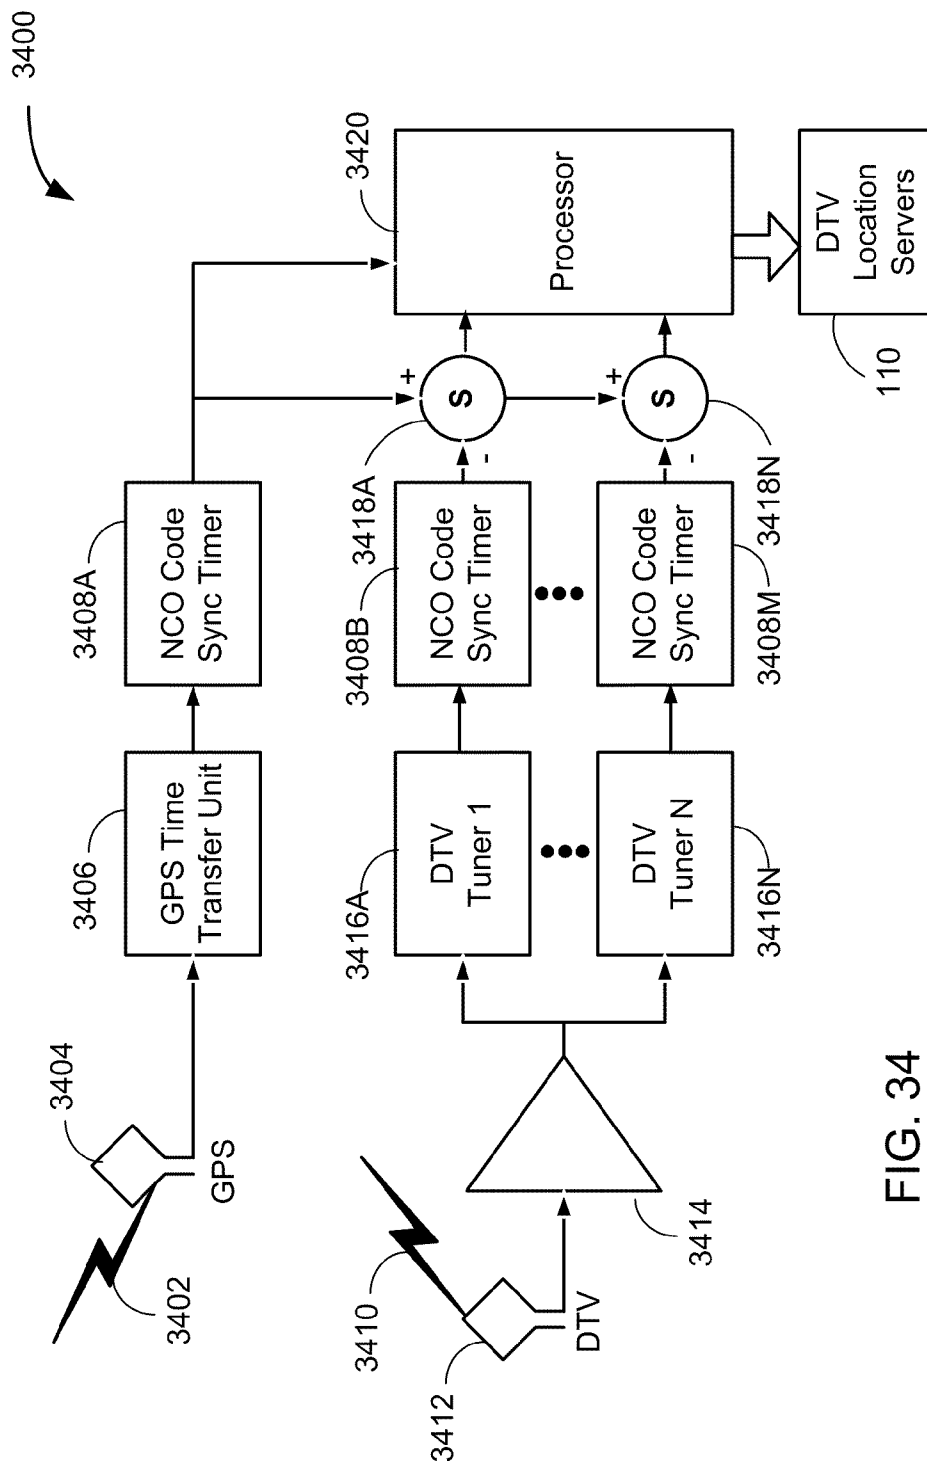 3400
3404
GPS
3402
3406
GPS Time
Transfer Unit
3408A
NCO Code
Sync Timer
3420
Processor
3410
3412
DTV
3414
3416A
DTV
Tuner 1
3408B
NCO Code
Sync Timer
3418A
+
-
S
DTV
Tuner N
3416N
NCO Code
Sync Timer
3408M
+
-
S
3418N
DTV
Location
Servers
110
FIG. 34